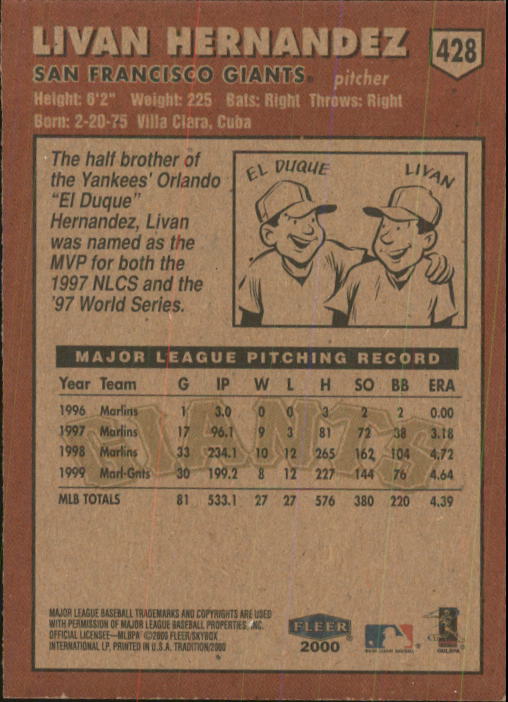 LIVAN HERNANDEZ 428
SAN FRANCISCO GIANTS® pitcher
Height: 6'2" Weight: 225 Bats: Right Throws: Right
Born: 2-20-75 Villa Clara, Cuba
The half brother of
the Yankees' Orlando
"El Duque"
Hernandez, Livan
was named as the
MVP for both the
1997 NLCS and the
'97 World Series.
EL DUQUE LIVAN
MAJOR LEAGUE PITCHING RECORD
Year Team G IP W L H SO BB ERA
1996 Marlins 1 3.0 0 0 3 2 2 0.00
1997 Marlins 17 96.1 9 3 81 72 38 3.18
1998 Marlins 33 234.1 10 12 265 162 104 4.72
1999 Marl-Gnts 30 199.2 8 12 227 144 76 4.64
MLB TOTALS 81 533.1 27 27 576 380 220 4.39
GIANTS
MAJOR LEAGUE BASEBALL TRADEMARKS AND COPYRIGHTS ARE USED
WITH PERMISSION OF MAJOR LEAGUE BASEBALL PROPERTIES, INC.
OFFICIAL LICENSEE—MLBPA ©2000 FLEER/SKYBOX
INTERNATIONAL LP. PRINTED IN U.S.A. TRADITION/2000
FLEER
2000